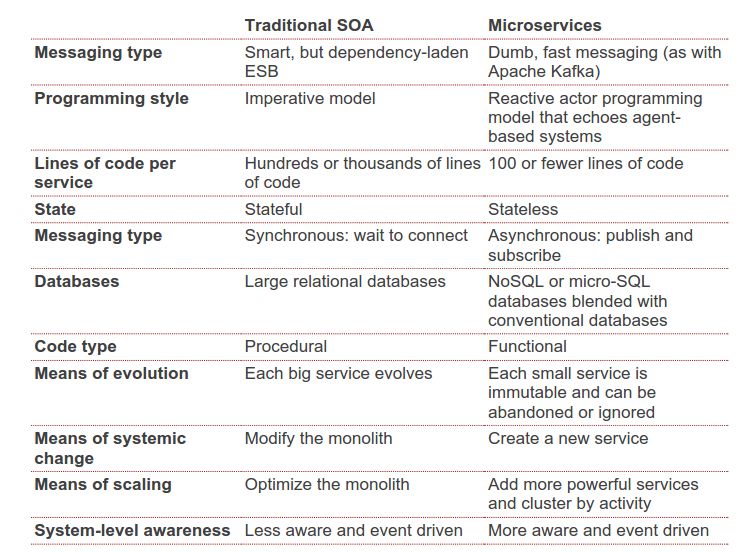 Traditional SOA Microservices
Messaging type Smart, but dependency-laden Dumb, fast messaging (as with
ESB Apache Kafka)
Programming style Imperative model Reactive actor programming
model that echoes agent-
based systems
Lines of code per Hundreds or thousands of lines 100 or fewer lines of code
service of code
State Stateful Stateless
Messaging type Synchronous: wait to connect Asynchronous: publish and
subscribe
Databases Large relational databases NoSQL or micro-SQL
databases blended with
conventional databases
Code type Procedural Functional
Means of evolution Each big service evolves Each small service is
immutable and can be
abandoned or ignored
Means of systemic Modify the monolith Create a new service
change
Means of scaling Optimize the monolith Add more powerful services
and cluster by activity
System-level awareness Less aware and event driven More aware and event driven